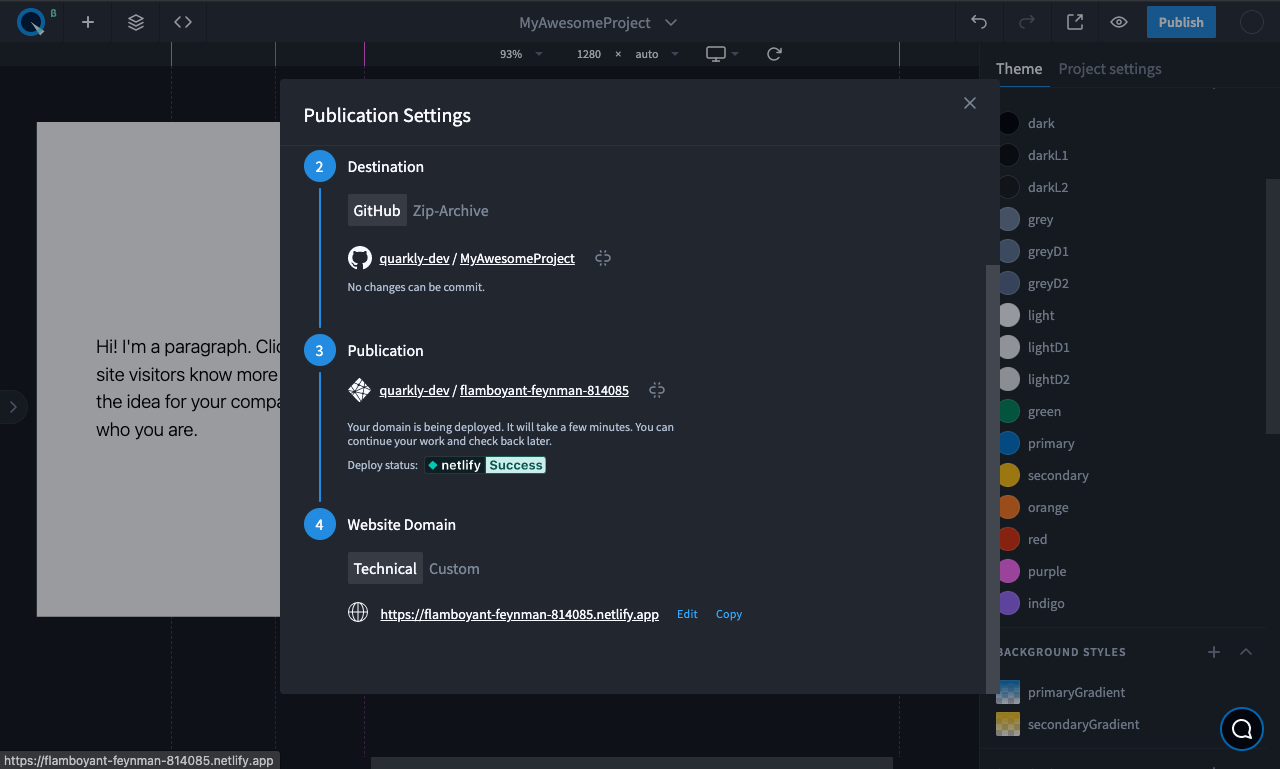 β
MyAwesomeProject
Publish
93%
1280 × auto
Theme Project settings
Publication Settings
2 Destination
GitHub Zip-Archive
quarkly-dev / MyAwesomeProject
No changes can be commit.
3 Publication
quarkly-dev / flamboyant-feynman-814085
Your domain is being deployed. It will take a few minutes. You can
continue your work and check back later.
Deploy status: netlify Success
4 Website Domain
Technical Custom
https://flamboyant-feynman-814085.netlify.app Edit Copy
Hi! I'm a paragraph. Clic
site visitors know more
the idea for your compa
who you are.
dark
darkL1
darkL2
grey
greyD1
greyD2
light
lightD1
lightD2
green
primary
secondary
orange
red
purple
indigo
BACKGROUND STYLES
primaryGradient
secondaryGradient
https://flamboyant-feynman-814085.netlify.app